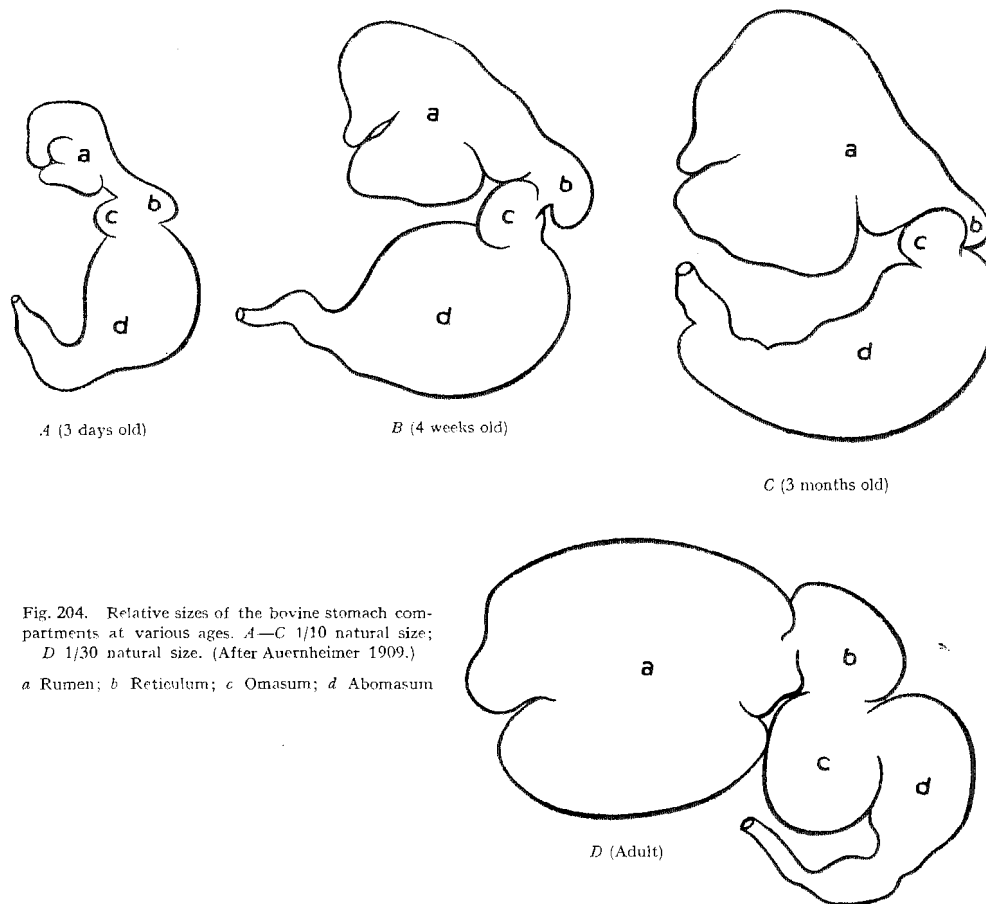 a
b
c
d
A (3 days old)
a
b
c
d
B (4 weeks old)
a
b
c
d
C (3 months old)
Fig. 204. Relative sizes of the bovine stomach com-
partments at various ages. A—C 1/10 natural size;
D 1/30 natural size. (After Auernheimer 1909.)
a Rumen; b Reticulum; c Omasum; d Abomasum
a
b
c
d
D (Adult)